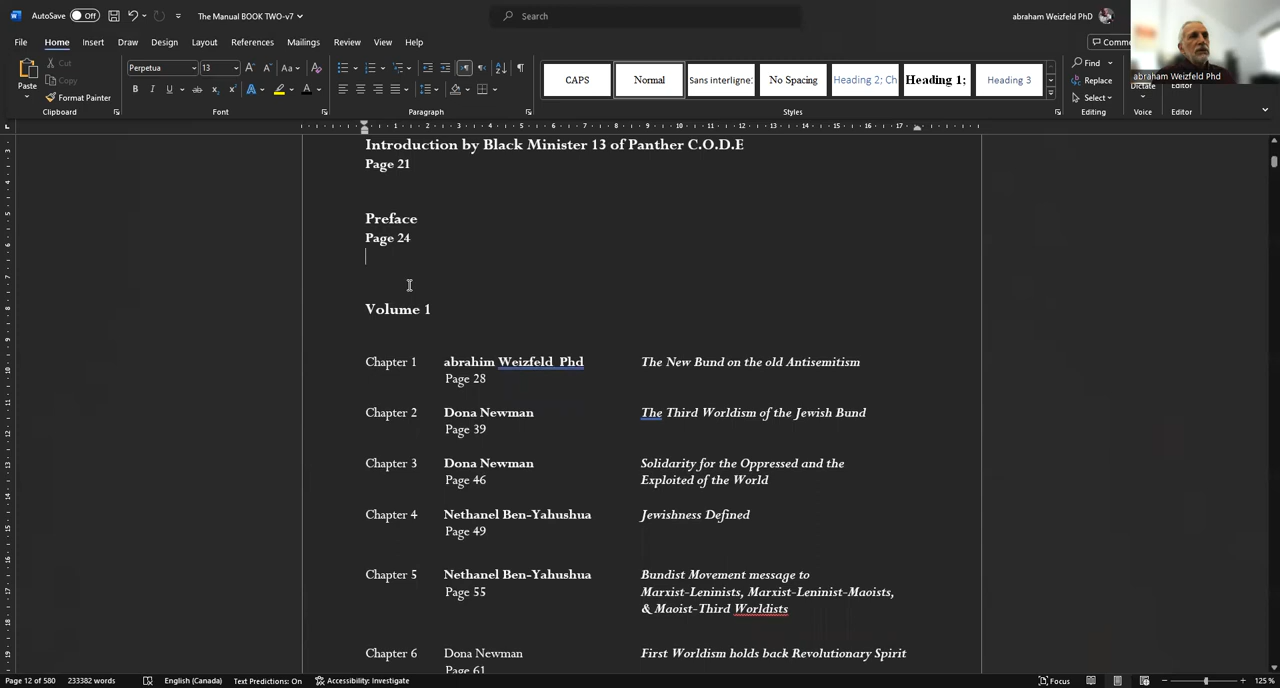 AutoSave Off The Manual BOOK TWO-v7 Search abraham Weizfeld PhD
File Home Insert Draw Design Layout References Mailings Review View Help Comme
abraham Weizfeld Phd
Paste Cut Copy Format Painter
Perpetua 13
CAPS Normal Sans interligne; No Spacing Heading 2; Ch Heading 1; Heading 3
Find Replace Select Dictate Editor
Clipboard Font Paragraph Styles Editing Voice Editor
Introduction by Black Minister 13 of Panther C.O.D.E
Page 21
Preface
Page 24
Volume 1
Chapter 1 abrahim Weizfeld Phd The New Bund on the old Antisemitism
Page 28
Chapter 2 Dona Newman The Third Worldism of the Jewish Bund
Page 39
Chapter 3 Dona Newman Solidarity for the Oppressed and the
Page 46 Exploited of the World
Chapter 4 Nethanel Ben-Yahushua Jewishness Defined
Page 49
Chapter 5 Nethanel Ben-Yahushua Bundist Movement message to
Page 55 Marxist-Leninists, Marxist-Leninist-Maoists,
& Maoist-Third Worldists
Chapter 6 Dona Newman First Worldism holds back Revolutionary Spirit
Page 61
Page 12 of 580 233382 words English (Canada) Text Predictions: On Accessibility: Investigate Focus 125 %